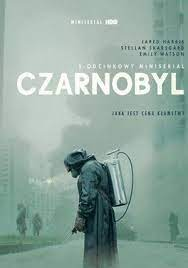 MINISERIAL HBO
JARED HARRIS
STELLAN SKARSGÅRD
EMILY WATSON
5-ODCINKOWY MINISERIAL
CZARNOBYL
JAKA JEST CENA KŁAMSTW?